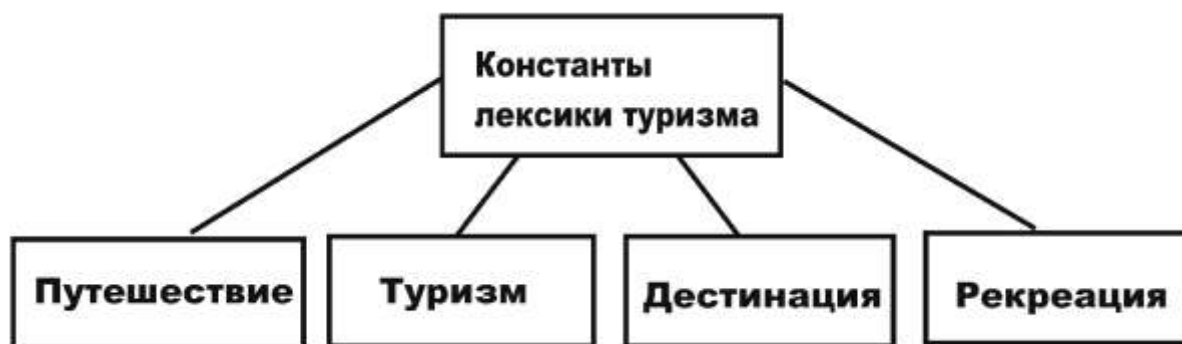 Константы
лексики туризма
Путешествие
Туризм
Дестинация
Рекреация